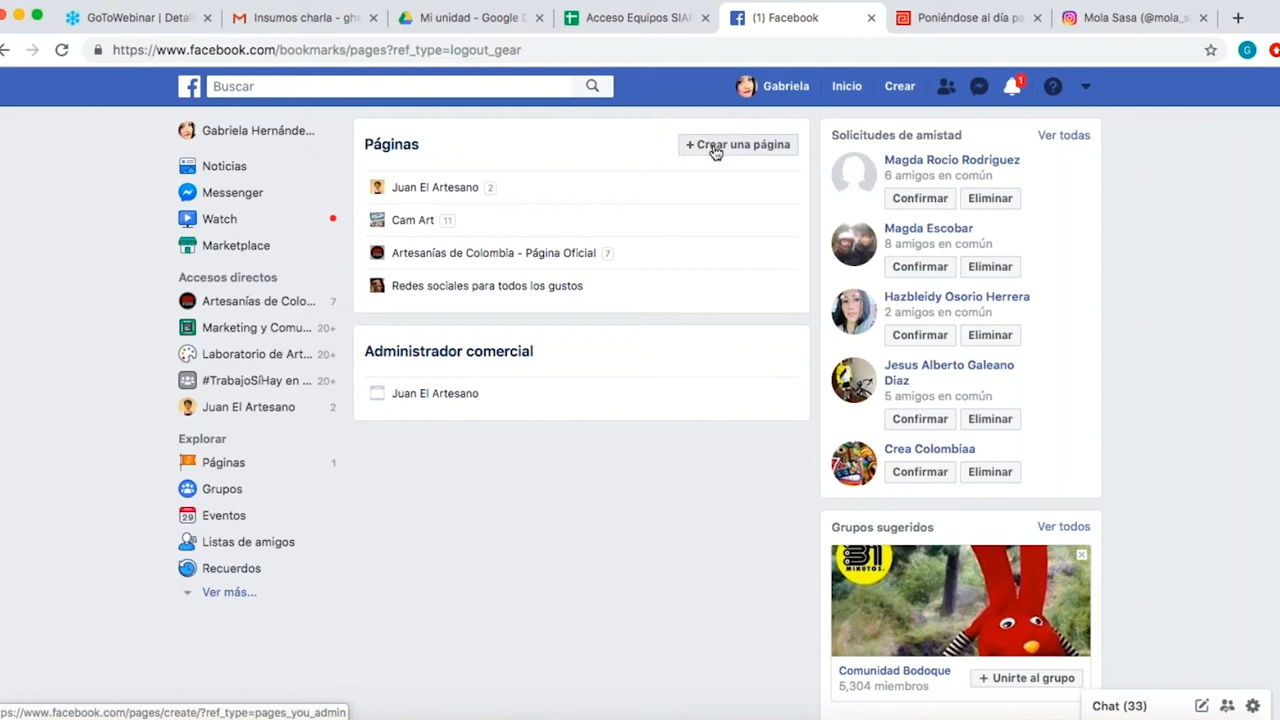 GoToWebinar | Detail
Insumos charla - gh
Mi unidad - Google D
Acceso Equipos SIAR
(1) Facebook
Poniéndose al día pa
Mola Sasa (@mola_s
https://www.facebook.com/bookmarks/pages?ref_type=logout_gear
G
Buscar
Gabriela
Inicio
Crear
1
Gabriela Hernánde...
Noticias
Messenger
Watch
Marketplace
Accesos directos
Artesanías de Colo... 7
Marketing y Comu... 20+
Laboratorio de Art... 20+
#TrabajoSíHay en ... 20+
Juan El Artesano 2
Explorar
Páginas 1
Grupos
29 Eventos
Listas de amigos
Recuerdos
Ver más...
Páginas
+ Crear una página
Juan El Artesano 2
Cam Art 11
Artesanías de Colombia - Página Oficial 7
Redes sociales para todos los gustos
Administrador comercial
Juan El Artesano
Solicitudes de amistad Ver todas
Magda Rocio Rodriguez
6 amigos en común
Confirmar Eliminar
Magda Escobar
8 amigos en común
Confirmar Eliminar
Hazbleidy Osorio Herrera
2 amigos en común
Confirmar Eliminar
Jesus Alberto Galeano
Diaz
5 amigos en común
Confirmar Eliminar
Crea Colombiaa
Confirmar Eliminar
Grupos sugeridos Ver todos
31
MINUTOS
Comunidad Bodoque
5,304 miembros
+ Unirte al grupo
Chat (33)
ps://www.facebook.com/pages/create/?ref_type=pages_you_admin